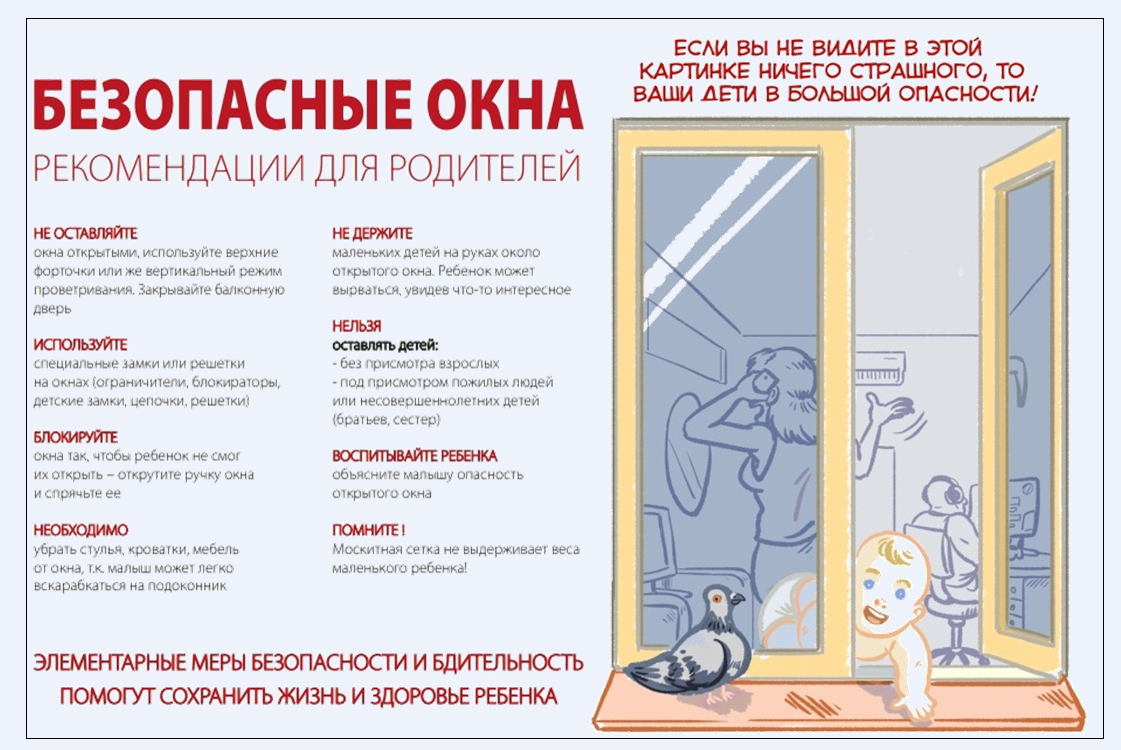 БЕЗОПАСНЫЕ ОКНА
РЕКОМЕНДАЦИИ ДЛЯ РОДИТЕЛЕЙ
НЕ ОСТАВЛЯЙТЕ
окна открытыми, используйте верхние
форточки или же вертикальный режим
проветривания. Закрывайте балконную
дверь
ИСПОЛЬЗУЙТЕ
специальные замки или решетки
на окнах (ограничители, блокираторы,
детские замки, цепочки, решетки)
БЛОКИРУЙТЕ
окна так, чтобы ребенок не смог
их открыть – открутите ручку окна
и спрячьте ее
НЕОБХОДИМО
убрать стулья, кроватки, мебель
от окна, т.к. малыш может легко
вскарабкаться на подоконник
НЕ ДЕРЖИТЕ
маленьких детей на руках около
открытого окна. Ребенок может
вырваться, увидев что-то интересное
НЕЛЬЗЯ
оставлять детей:
- без присмотра взрослых
- под присмотром пожилых людей
или несовершеннолетних детей
(братьев, сестер)
ВОСПИТЫВАЙТЕ РЕБЕНКА
объясните малышу опасность
открытого окна
ПОМНИТЕ !
Москитная сетка не выдерживает веса
маленького ребенка!
ЭЛЕМЕНТАРНЫЕ МЕРЫ БЕЗОПАСНОСТИ И БДИТЕЛЬНОСТЬ
ПОМОГУТ СОХРАНИТЬ ЖИЗНЬ И ЗДОРОВЬЕ РЕБЕНКА
ЕСЛИ ВЫ НЕ ВИДИТЕ В ЭТОЙ
КАРТИНКЕ НИЧЕГО СТРАШНОГО, ТО
ВАШИ ДЕТИ В БОЛЬШОЙ ОПАСНОСТИ!